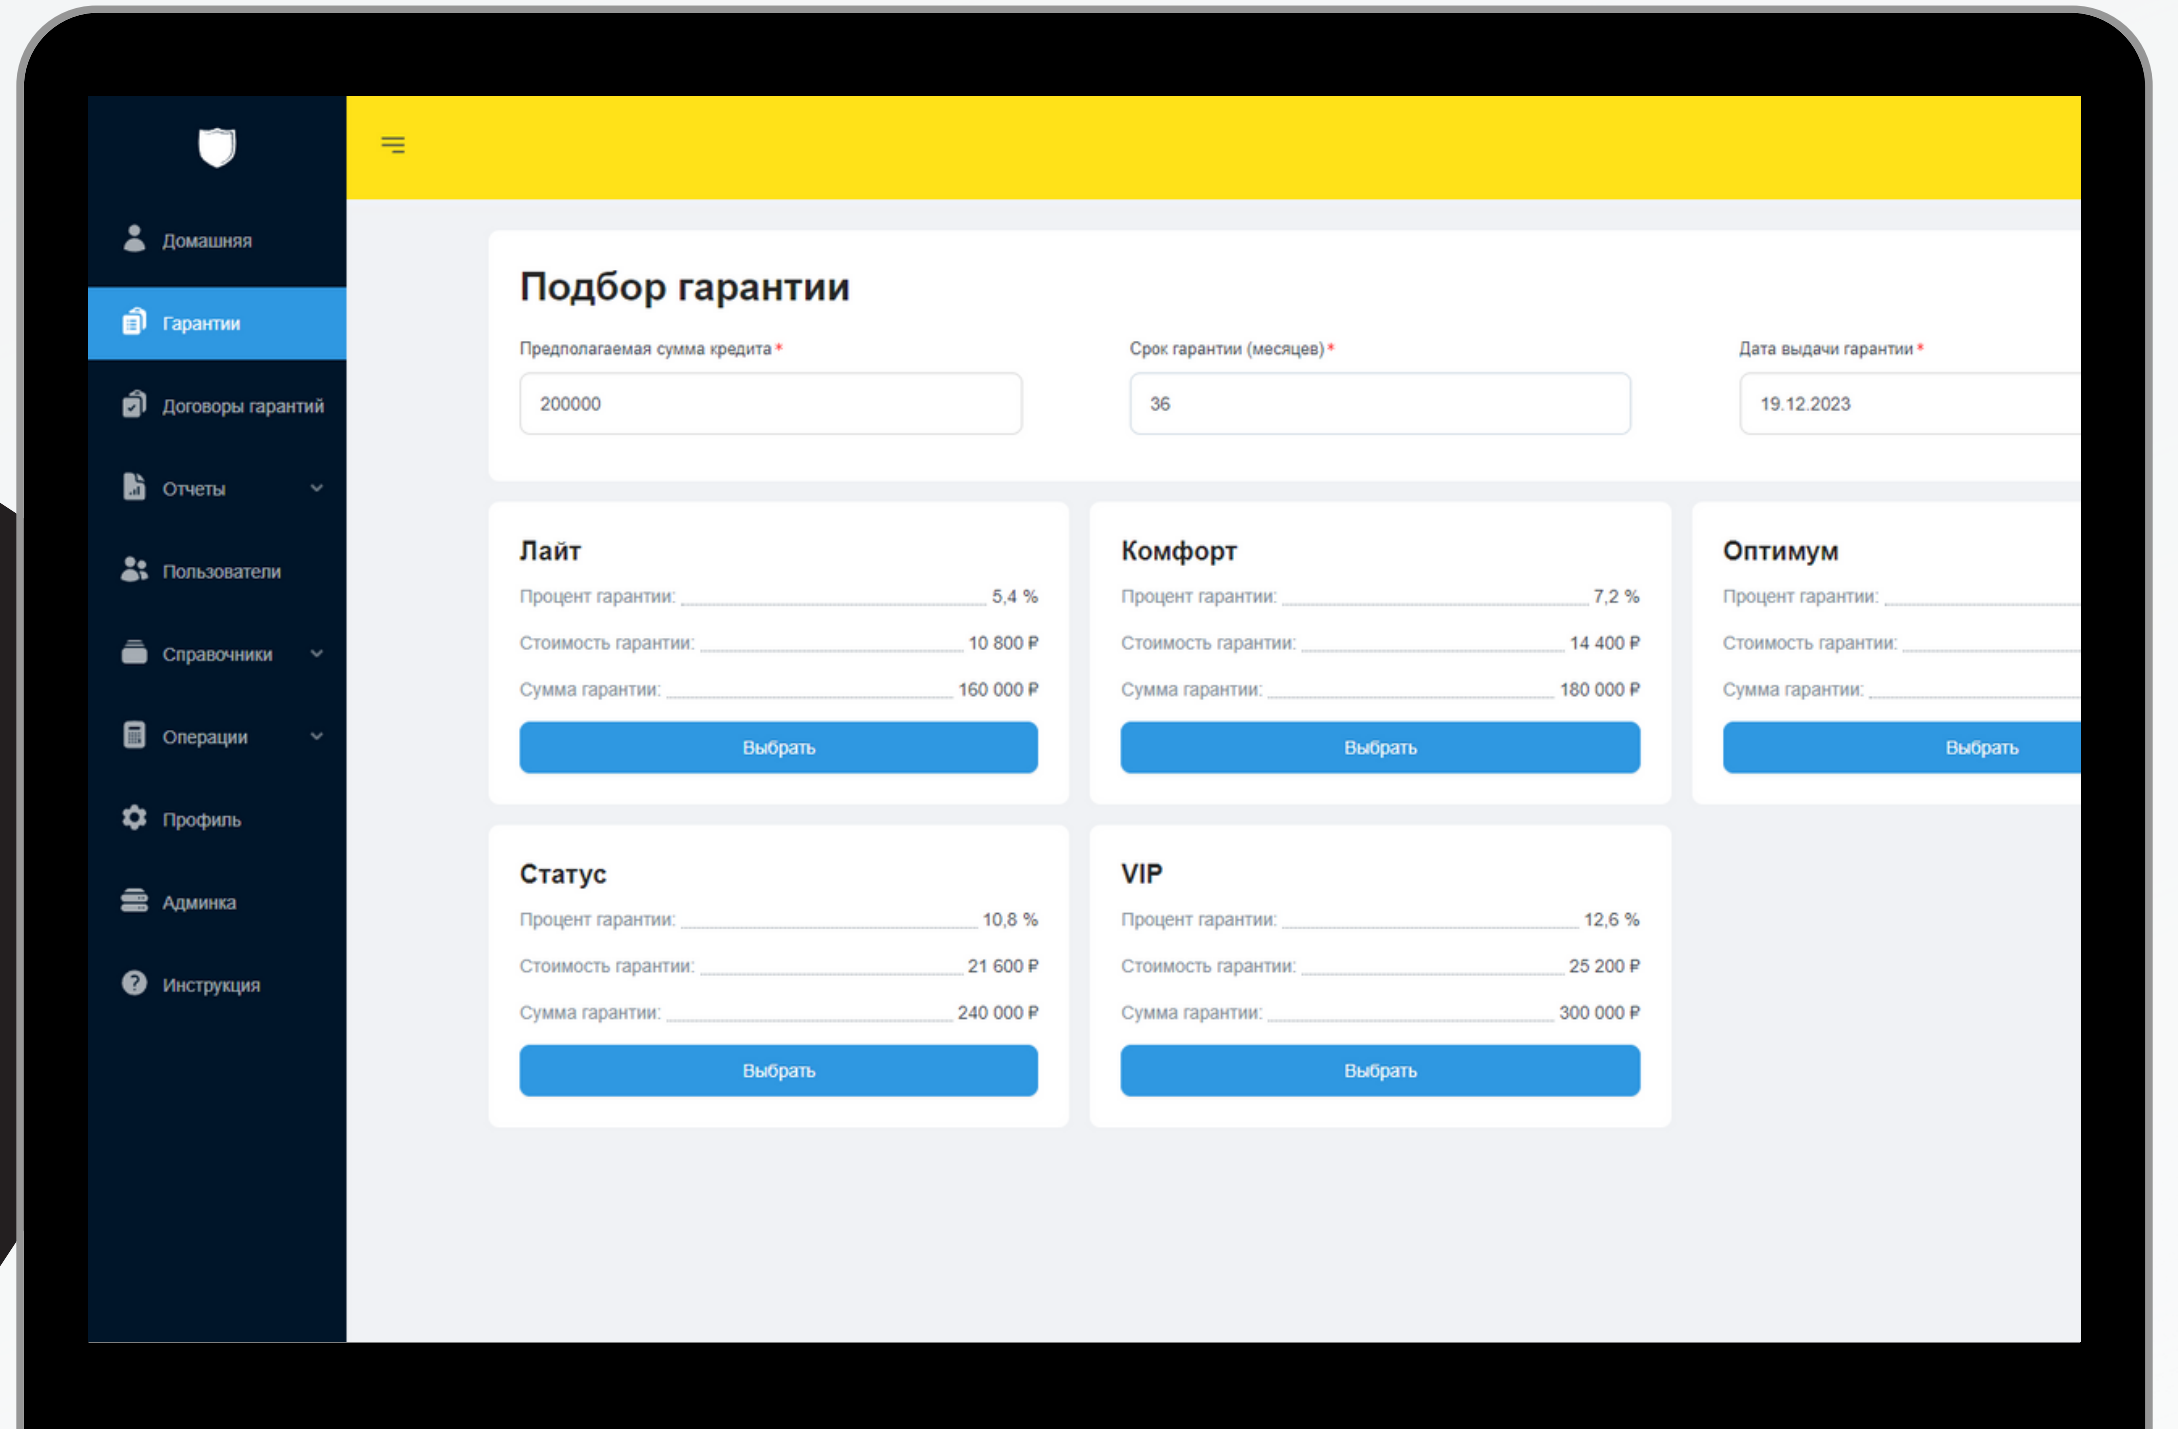 Домашняя
Гарантии
Договоры гарантий
Отчеты
Пользователи
Справочники
Операции
Профиль
Админка
Инструкция
Подбор гарантии
Предполагаемая сумма кредита * Срок гарантии (месяцев) * Дата выдачи гарантии *
200000 36 19.12.2023
Лайт
Процент гарантии: 5,4 %
Стоимость гарантии: 10 800 ₽
Сумма гарантии: 160 000 ₽
Выбрать
Комфорт
Процент гарантии: 7,2 %
Стоимость гарантии: 14 400 ₽
Сумма гарантии: 180 000 ₽
Выбрать
Оптимум
Процент гарантии:
Стоимость гарантии:
Сумма гарантии:
Выбрать
Статус
Процент гарантии: 10,8 %
Стоимость гарантии: 21 600 ₽
Сумма гарантии: 240 000 ₽
Выбрать
VIP
Процент гарантии: 12,6 %
Стоимость гарантии: 25 200 ₽
Сумма гарантии: 300 000 ₽
Выбрать